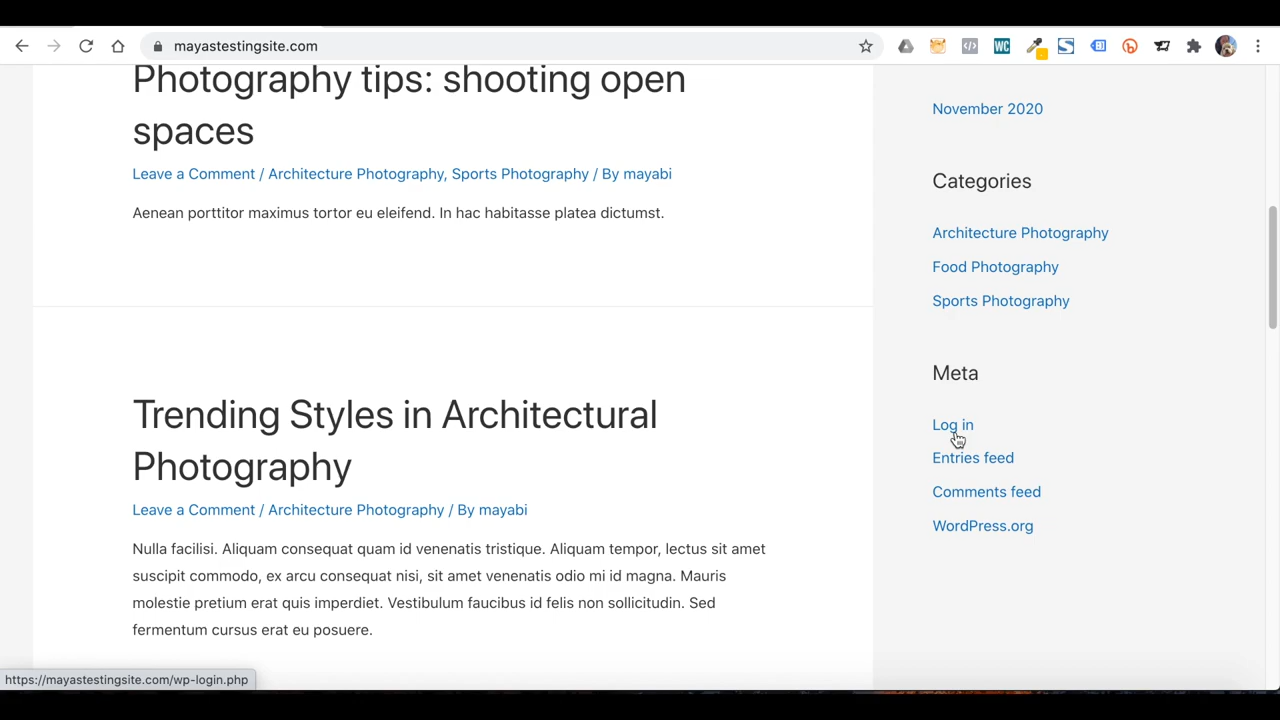 mayastestingsite.com
WC
Photography tips: shooting open
spaces
Leave a Comment / Architecture Photography, Sports Photography / By mayabi
Aenean porttitor maximus tortor eu eleifend. In hac habitasse platea dictumst.
Trending Styles in Architectural
Photography
Leave a Comment / Architecture Photography / By mayabi
Nulla facilisi. Aliquam consequat quam id venenatis tristique. Aliquam tempor, lectus sit amet
suscipit commodo, ex arcu consequat nisi, sit amet venenatis odio mi id magna. Mauris
molestie pretium erat quis imperdiet. Vestibulum faucibus id felis non sollicitudin. Sed
fermentum cursus erat eu posuere.
November 2020
Categories
Architecture Photography
Food Photography
Sports Photography
Meta
Log in
Entries feed
Comments feed
WordPress.org
https://mayastestingsite.com/wp-login.php